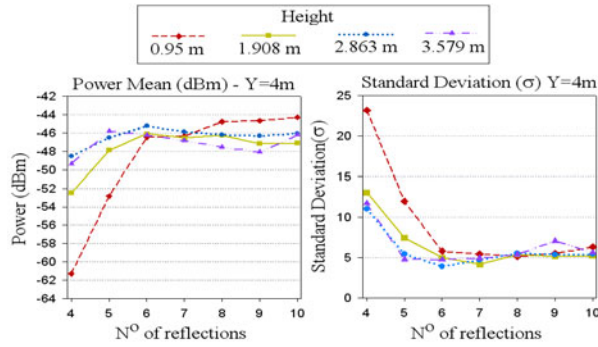 Height
0.95 m 1.908 m 2.863 m 3.579 m
Power Mean (dBm) - Y=4m
Power (dBm)
-42
-44
-46
-48
-50
-52
-54
-56
-58
-60
-62
-64
4 5 6 7 8 9 10
Nº of reflections
Standard Deviation (σ) Y=4m
Standard Deviation(σ)
25
20
15
10
5
0
4 5 6 7 8 9 10
Nº of reflections